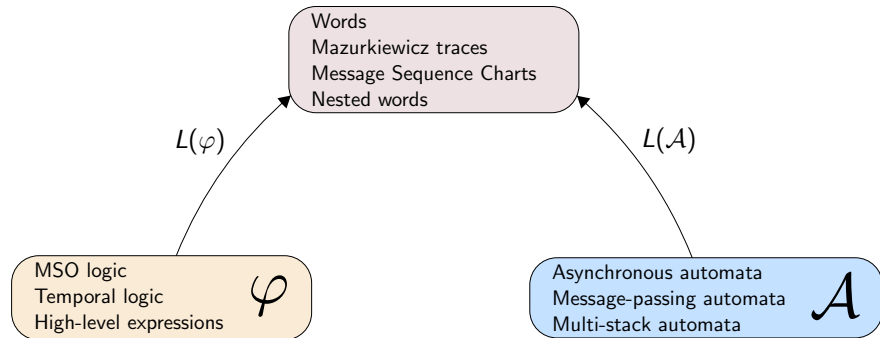 Words
Mazurkiewicz traces
Message Sequence Charts
Nested words
L(φ)
L(𝒜)
MSO logic
Temporal logic
High-level expressions
φ
Asynchronous automata
Message-passing automata
Multi-stack automata
𝒜